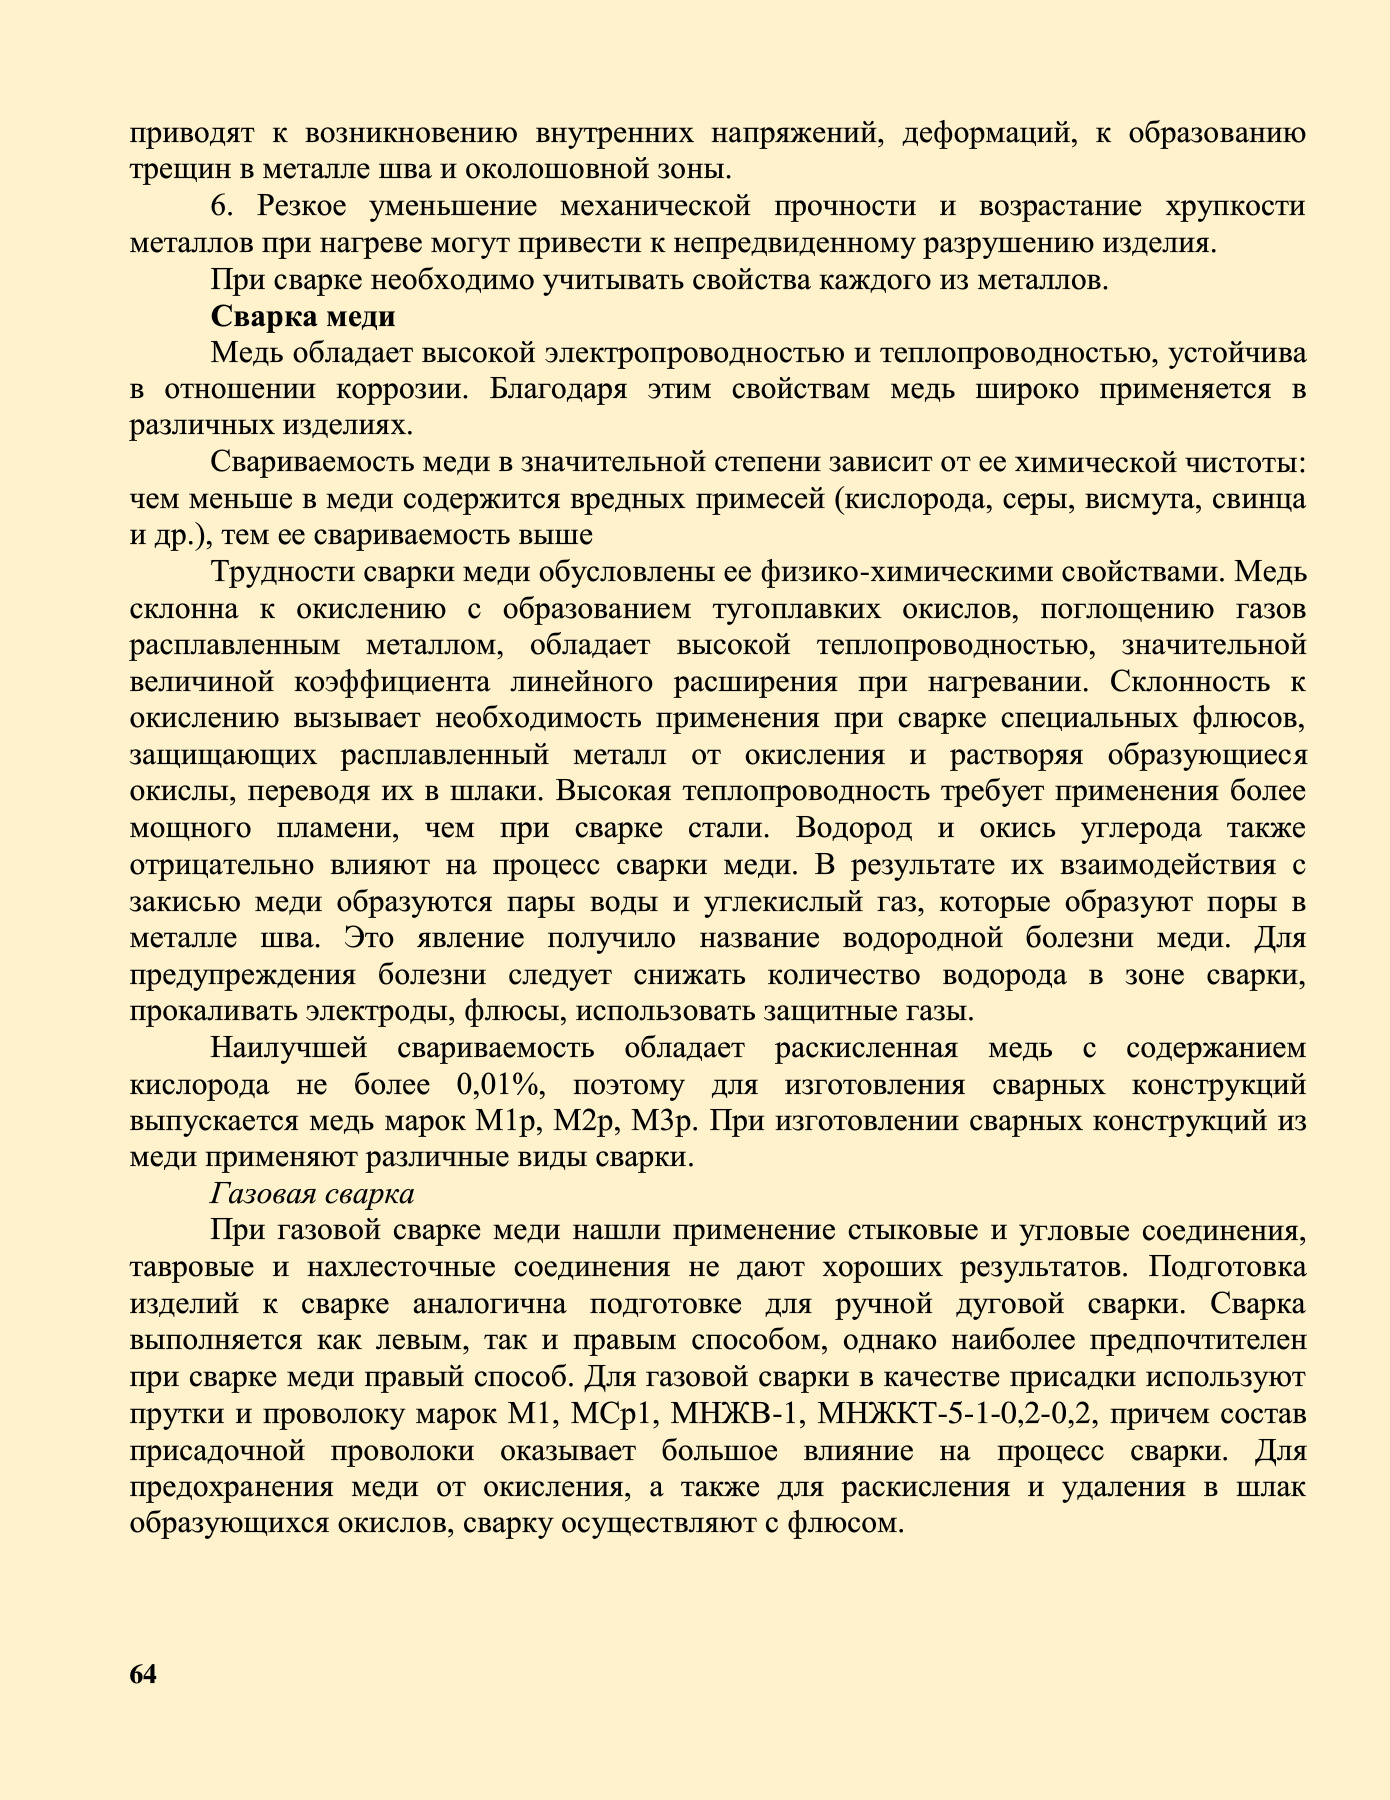 приводят к возникновению внутренних напряжений, деформаций, к образованию
трещин в металле шва и околошовной зоны.
6. Резкое уменьшение механической прочности и возрастание хрупкости
металлов при нагреве могут привести к непредвиденному разрушению изделия.
При сварке необходимо учитывать свойства каждого из металлов.
Сварка меди
Медь обладает высокой электропроводностью и теплопроводностью, устойчива
в отношении коррозии. Благодаря этим свойствам медь широко применяется в
различных изделиях.
Свариваемость меди в значительной степени зависит от ее химической чистоты:
чем меньше в меди содержится вредных примесей (кислорода, серы, висмута, свинца
и др.), тем ее свариваемость выше
Трудности сварки меди обусловлены ее физико-химическими свойствами. Медь
склонна к окислению с образованием тугоплавких окислов, поглощению газов
расплавленным металлом, обладает высокой теплопроводностью, значительной
величиной коэффициента линейного расширения при нагревании. Склонность к
окислению вызывает необходимость применения при сварке специальных флюсов,
защищающих расплавленный металл от окисления и растворяя образующиеся
окислы, переводя их в шлаки. Высокая теплопроводность требует применения более
мощного пламени, чем при сварке стали. Водород и окись углерода также
отрицательно влияют на процесс сварки меди. В результате их взаимодействия с
закисью меди образуются пары воды и углекислый газ, которые образуют поры в
металле шва. Это явление получило название водородной болезни меди. Для
предупреждения болезни следует снижать количество водорода в зоне сварки,
прокаливать электроды, флюсы, использовать защитные газы.
Наилучшей свариваемость обладает раскисленная медь с содержанием
кислорода не более 0,01%, поэтому для изготовления сварных конструкций
выпускается медь марок М1р, М2р, М3р. При изготовлении сварных конструкций из
меди применяют различные виды сварки.
Газовая сварка
При газовой сварке меди нашли применение стыковые и угловые соединения,
тавровые и нахлесточные соединения не дают хороших результатов. Подготовка
изделий к сварке аналогична подготовке для ручной дуговой сварки. Сварка
выполняется как левым, так и правым способом, однако наиболее предпочтителен
при сварке меди правый способ. Для газовой сварки в качестве присадки используют
прутки и проволоку марок М1, МСр1, МНЖВ-1, МНЖКТ-5-1-0,2-0,2, причем состав
присадочной проволоки оказывает большое влияние на процесс сварки. Для
предохранения меди от окисления, а также для раскисления и удаления в шлак
образующихся окислов, сварку осуществляют с флюсом.
64